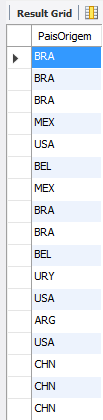 Result Grid
PaisOrigem
BRA
BRA
BRA
MEX
USA
BEL
MEX
BRA
BRA
BEL
URY
USA
ARG
USA
CHN
CHN
CHN